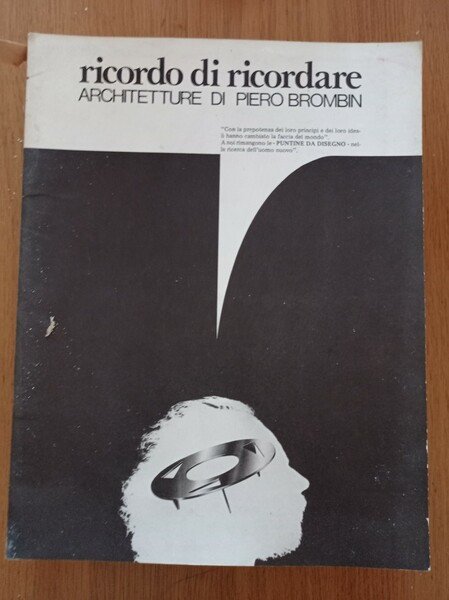 ricordo di ricordare
ARCHITETTURE DI PIERO BROMBIN
"Con la prepotenza dei loro principi e dei loro idea-
li hanno cambiato la faccia del mondo".
A noi rimangono le - PUNTINE DA DISEGNO - nel-
la ricerca dell'uomo nuovo".